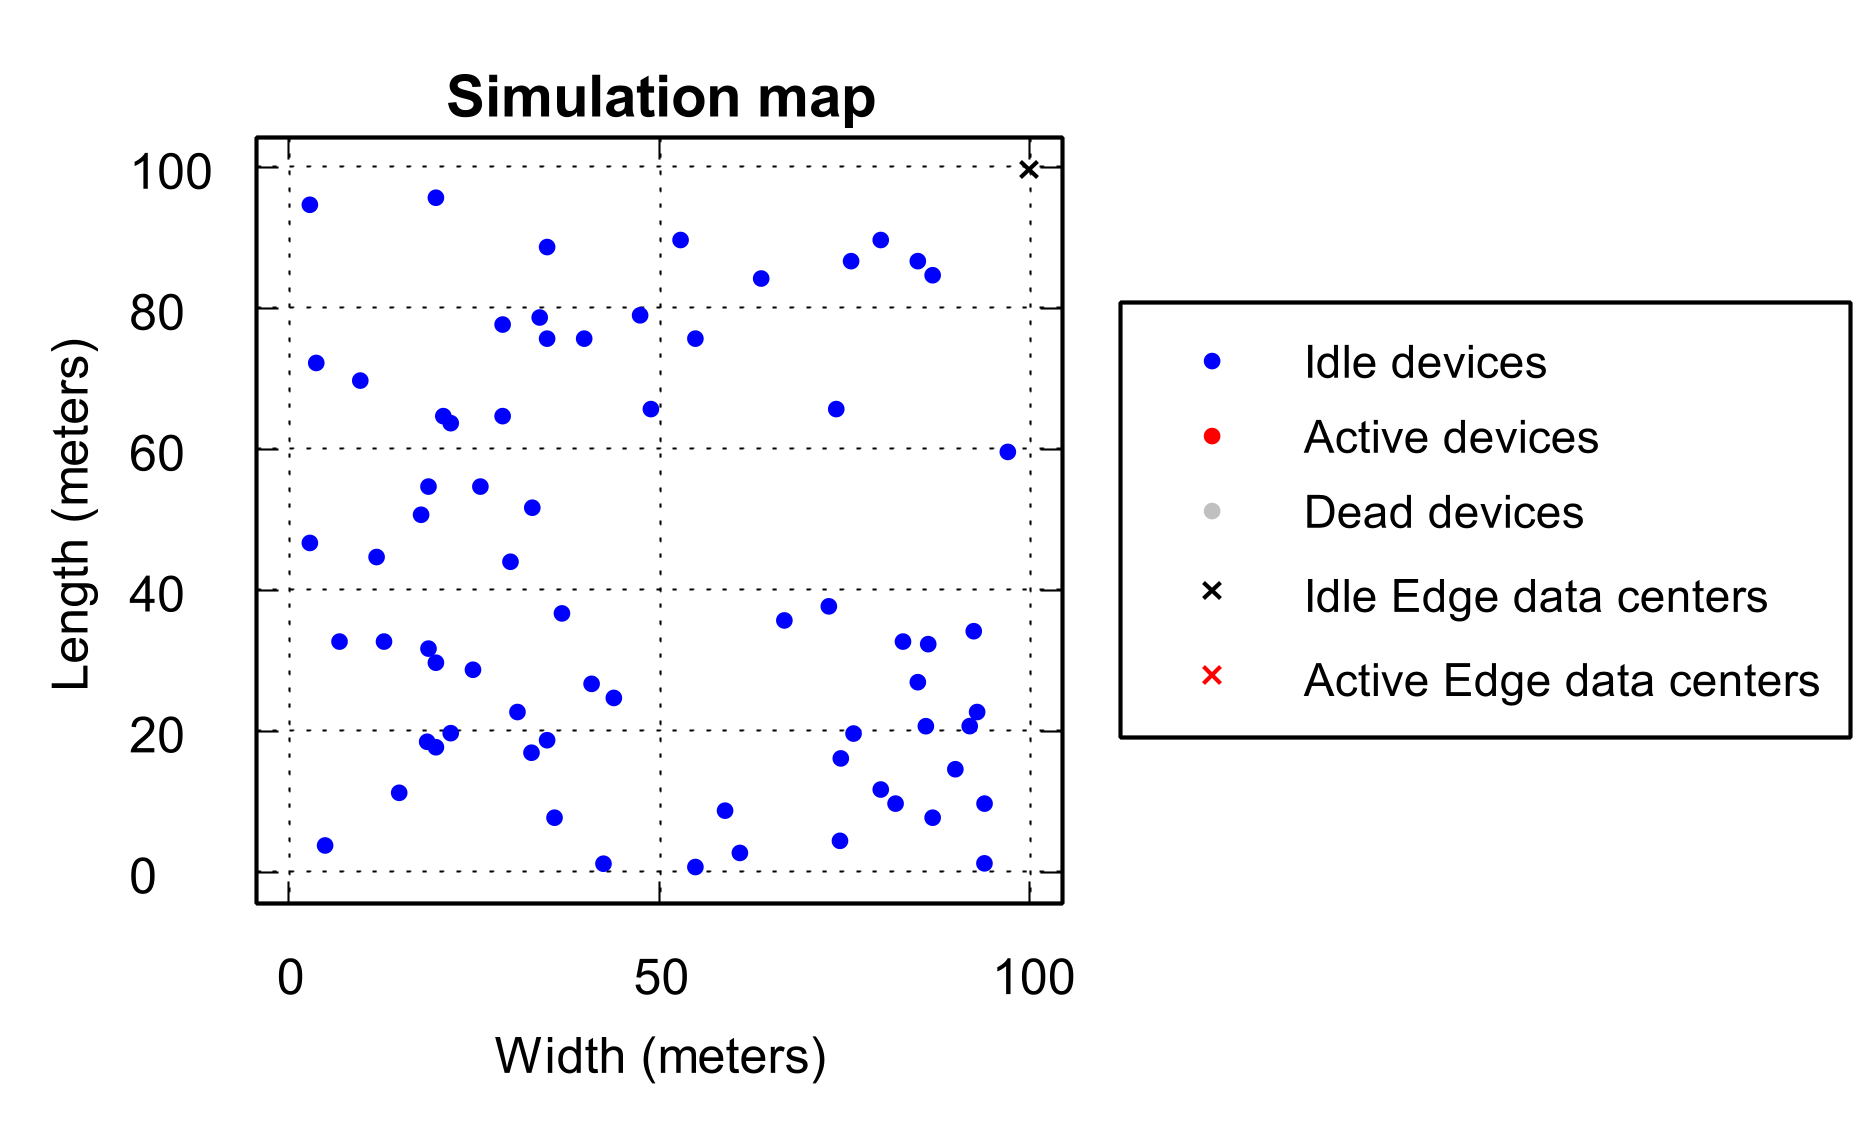 Simulation map
100
80
60
40
20
0
Length (meters)
0 50 100
Width (meters)
Idle devices
Active devices
Dead devices
Idle Edge data centers
Active Edge data centers